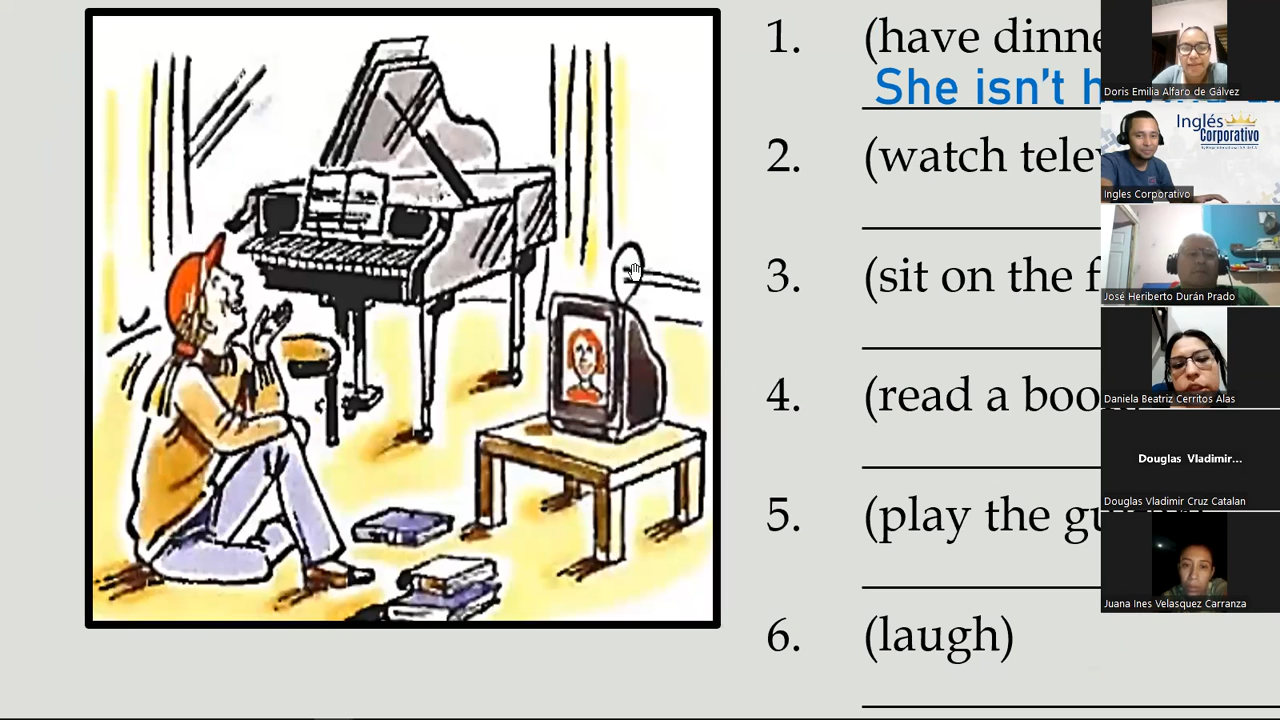 1. (have dinne
She isn't h
2. (watch telev
3. (sit on the f
4. (read a book
5. (play the gu
6. (laugh)
Doris Emilia Alfaro de Gálvez
Inglés
Corporativo
Ingles Corporativo
José Heriberto Durán Prado
Daniela Beatriz Cerritos Alas
Douglas Vladimir...
Douglas Vladimir Cruz Catalan
Juana Ines Velasquez Carranza